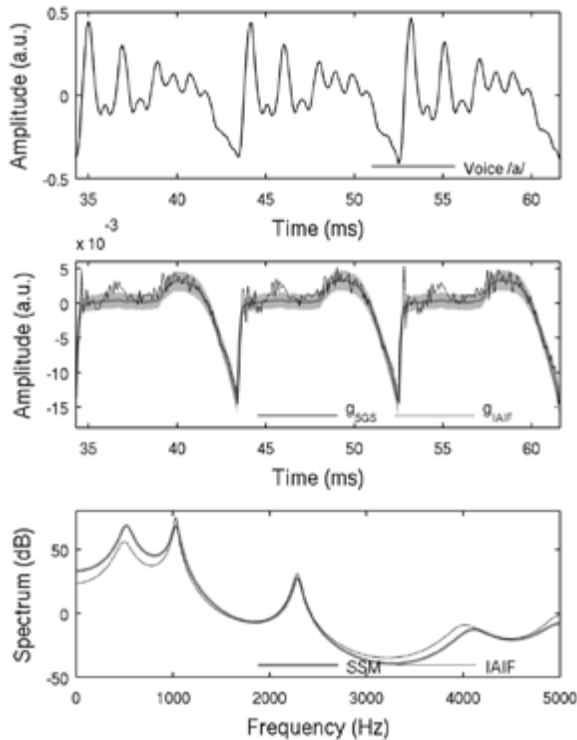 Amplitude (a.u.)
0.5
0
-0.5
Voice /a/
35 40 45 50 55 60
Time (ms)
x 10-3
Amplitude (a.u.)
5
0
-5
-10
-15
gSGS gIAIF
35 40 45 50 55 60
Time (ms)
Spectrum (dB)
50
0
-50
SSM IAIF
0 1000 2000 3000 4000 5000
Frequency (Hz)